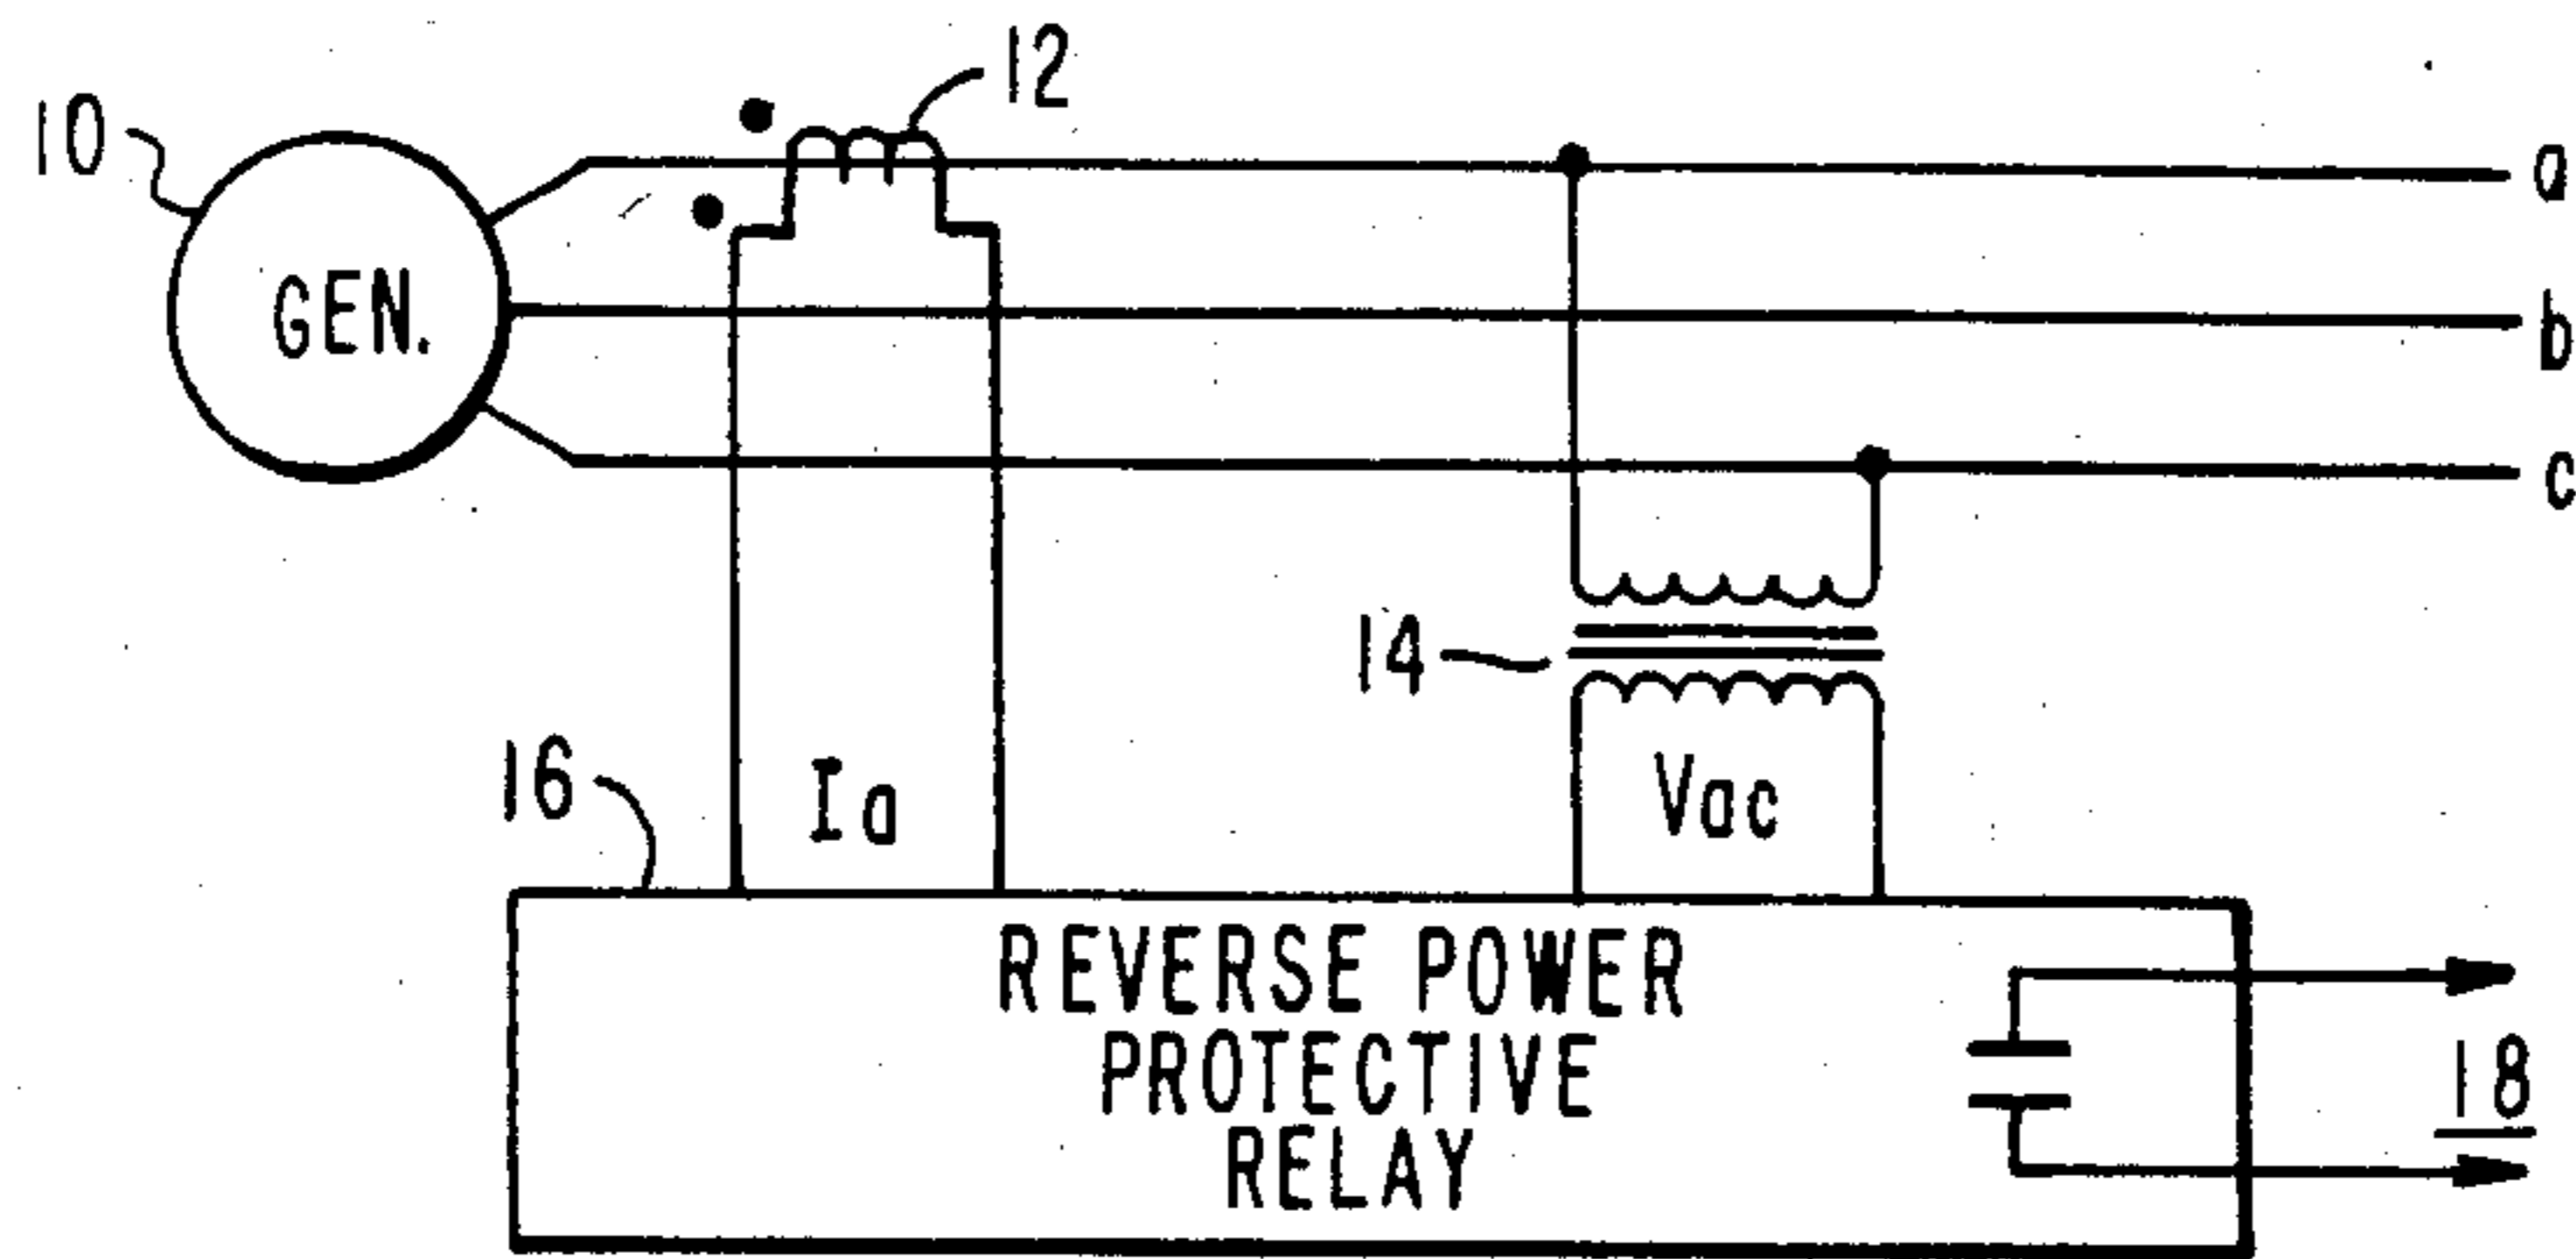 12
10
a
GEN.
b
c
14
16
Ia
Vac
REVERSE POWER
PROTECTIVE
RELAY
18